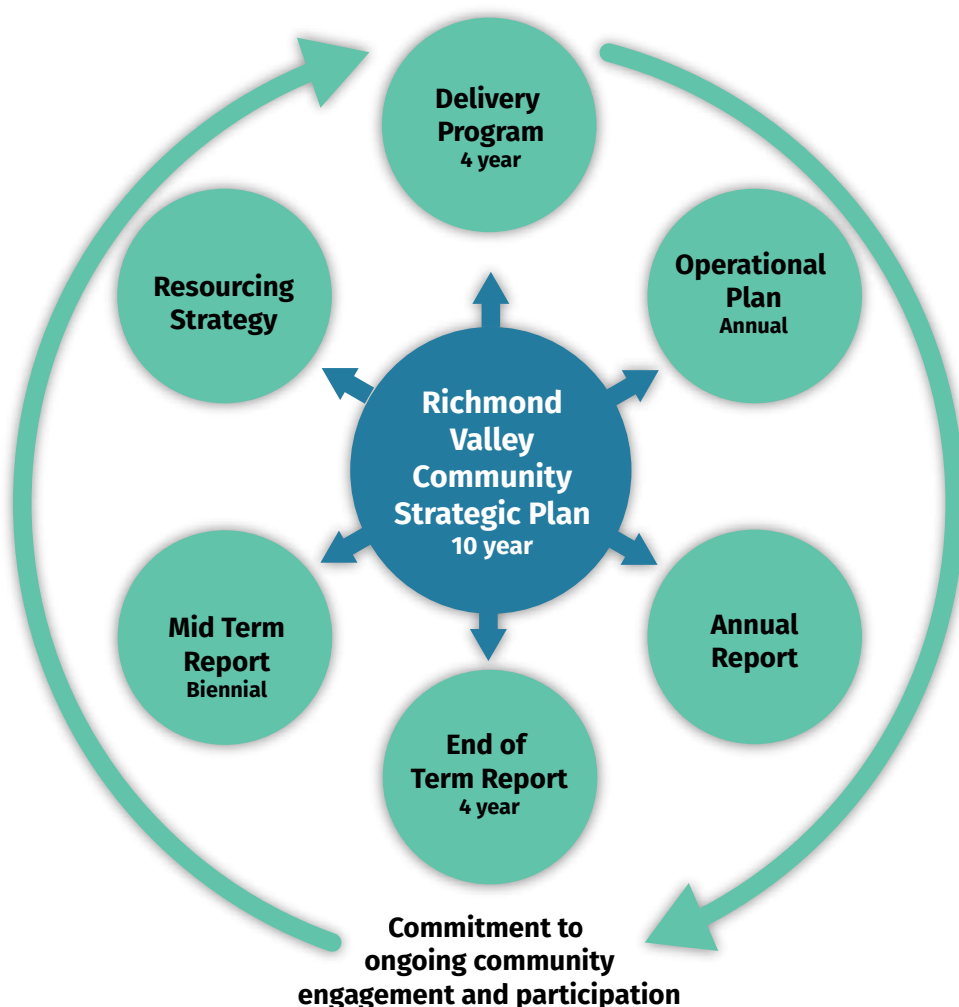 Delivery
Program
4 year
Operational
Plan
Annual
Resourcing
Strategy
Richmond
Valley
Community
Strategic Plan
10 year
Mid Term
Report
Biennial
Annual
Report
End of
Term Report
4 year
Commitment to
ongoing community
engagement and participation